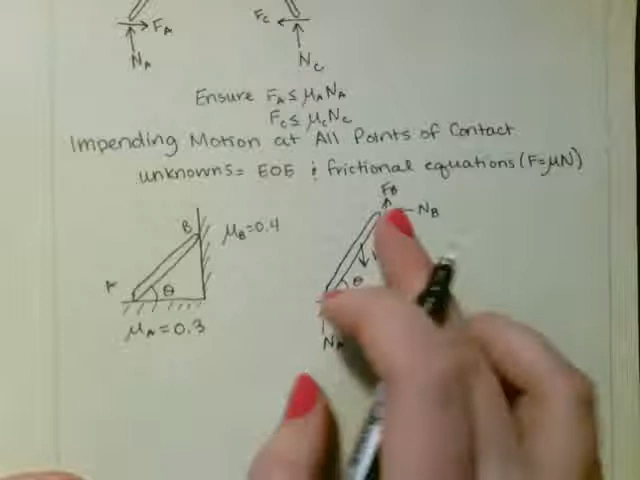 F_A F_C
N_A N_C
Ensure F_A ≤ μ_A N_A
F_C ≤ μ_C N_C
Impending Motion at All Points of Contact
unknowns = EOE & frictional equations (F=μN)
F_B
B μ_B=0.4 N_B
A θ θ
μ_A=0.3 N_A